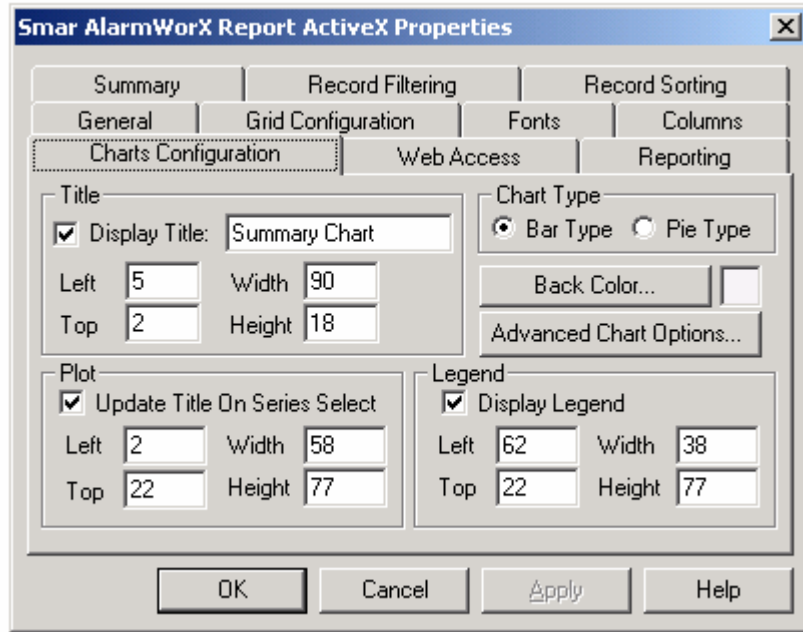 Smar AlarmWorX Report ActiveX Properties
Summary Record Filtering Record Sorting
General Grid Configuration Fonts Columns
Charts Configuration Web Access Reporting
Title
Display Title: Summary Chart
Left 5 Width 90
Top 2 Height 18
Chart Type
Bar Type Pie Type
Back Color...
Advanced Chart Options...
Plot
Update Title On Series Select
Left 2 Width 58
Top 22 Height 77
Legend
Display Legend
Left 62 Width 38
Top 22 Height 77
OK Cancel Apply Help